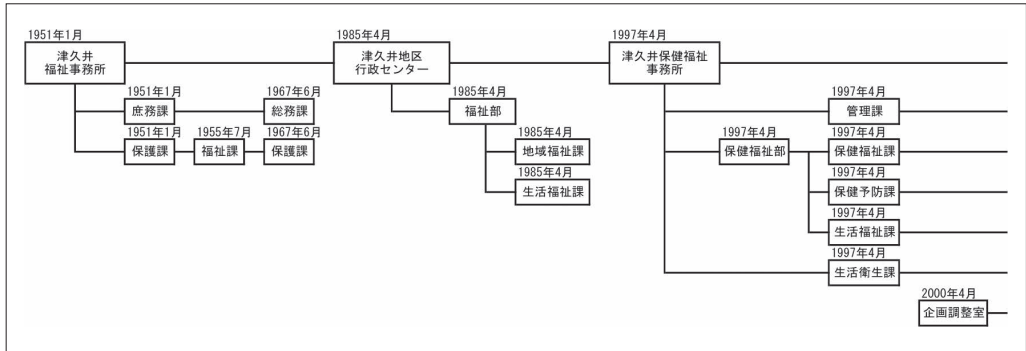 1951年1月
津久井
福祉事務所
1985年4月
津久井地区
行政センター
1997年4月
津久井保健福祉
事務所
1951年1月
庶務課
1967年6月
総務課
1951年1月
保護課
1955年7月
福祉課
1967年6月
保護課
1985年4月
福祉部
1985年4月
地域福祉課
1985年4月
生活福祉課
1997年4月
管理課
1997年4月
保健福祉部
1997年4月
保健福祉課
1997年4月
保健予防課
1997年4月
生活福祉課
1997年4月
生活衛生課
2000年4月
企画調整室